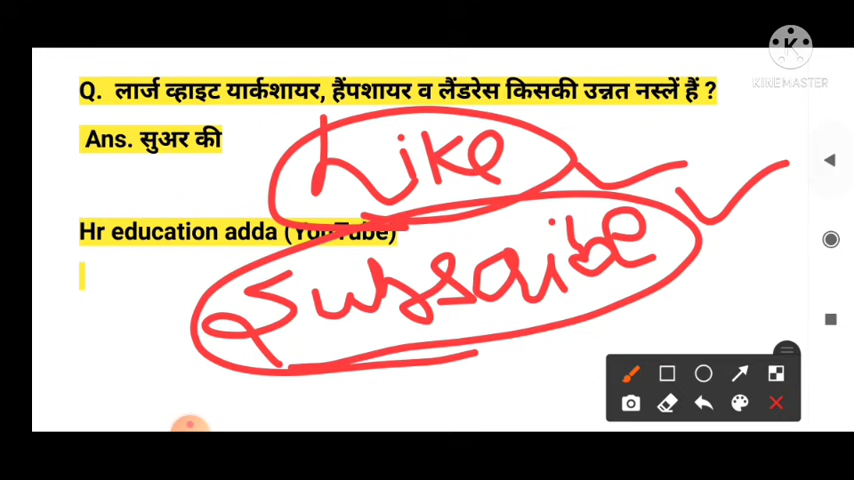 KINEMASTER
Q. लार्ज व्हाइट यार्कशायर, हैंपशायर व लैंडरेस किसकी उन्नत नस्लें हैं ?
Ans. सुअर की
Like
Hr education adda (YouTube)
Subscribe